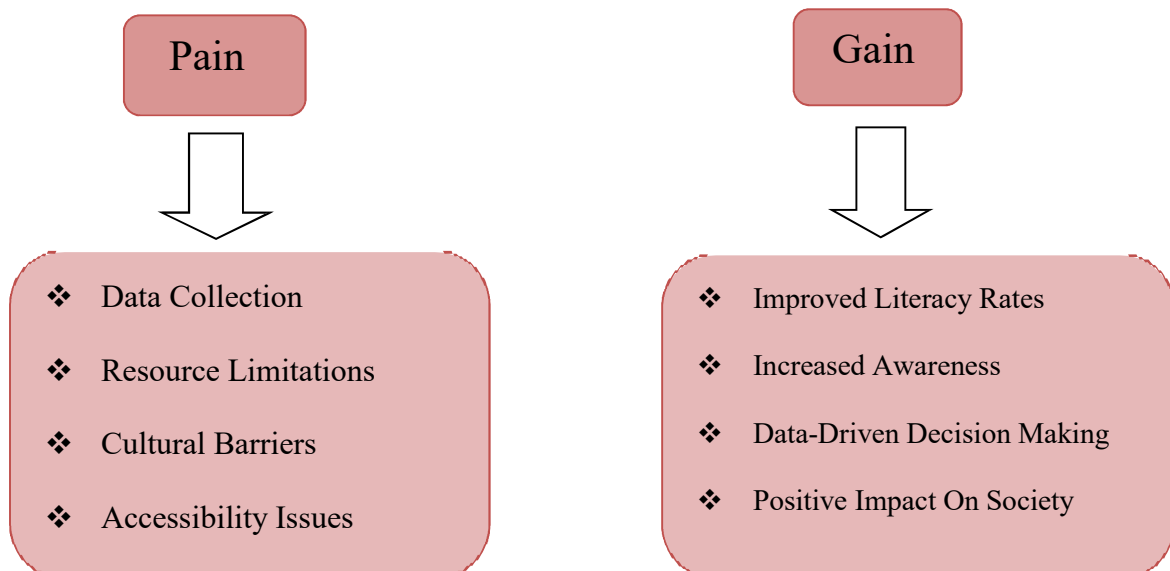 Pain
❖ Data Collection
❖ Resource Limitations
❖ Cultural Barriers
❖ Accessibility Issues
Gain
❖ Improved Literacy Rates
❖ Increased Awareness
❖ Data-Driven Decision Making
❖ Positive Impact On Society